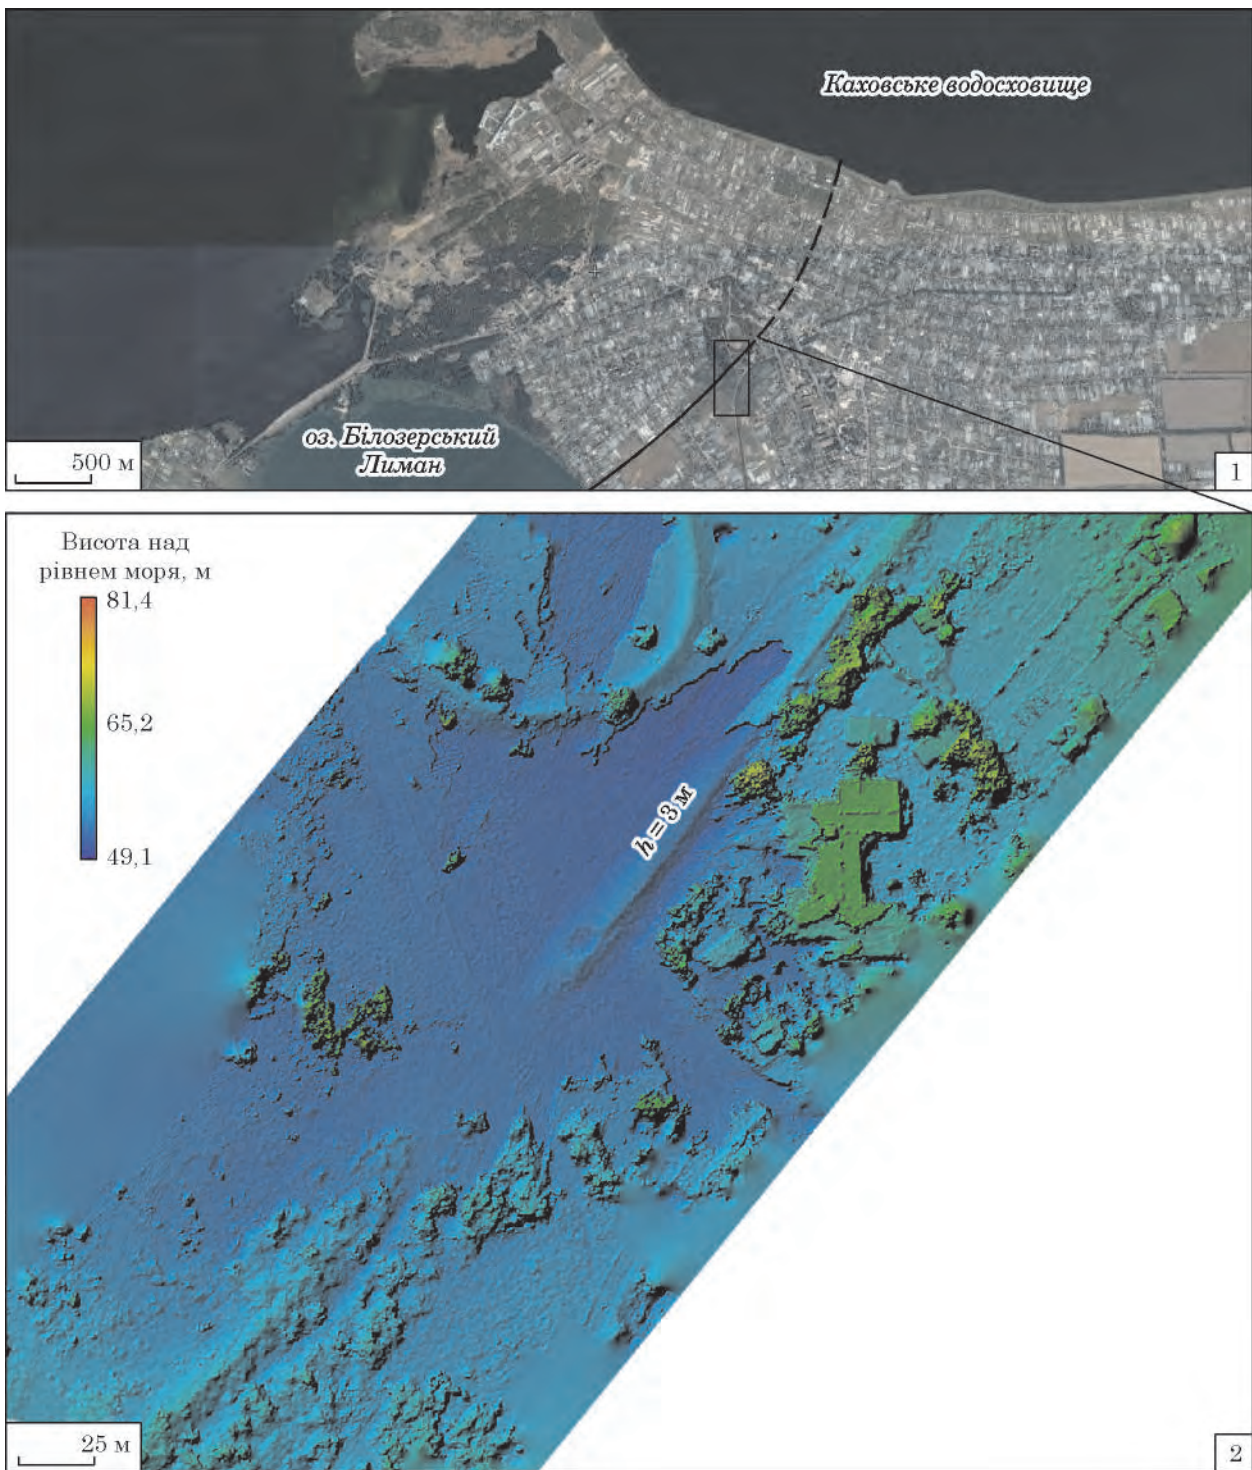 Каховське водосховище
оз. Білозерський
Лиман
500 м
1
Висота над
рівнем моря, м
81,4
65,2
49,1
h = 3 м
25 м
2